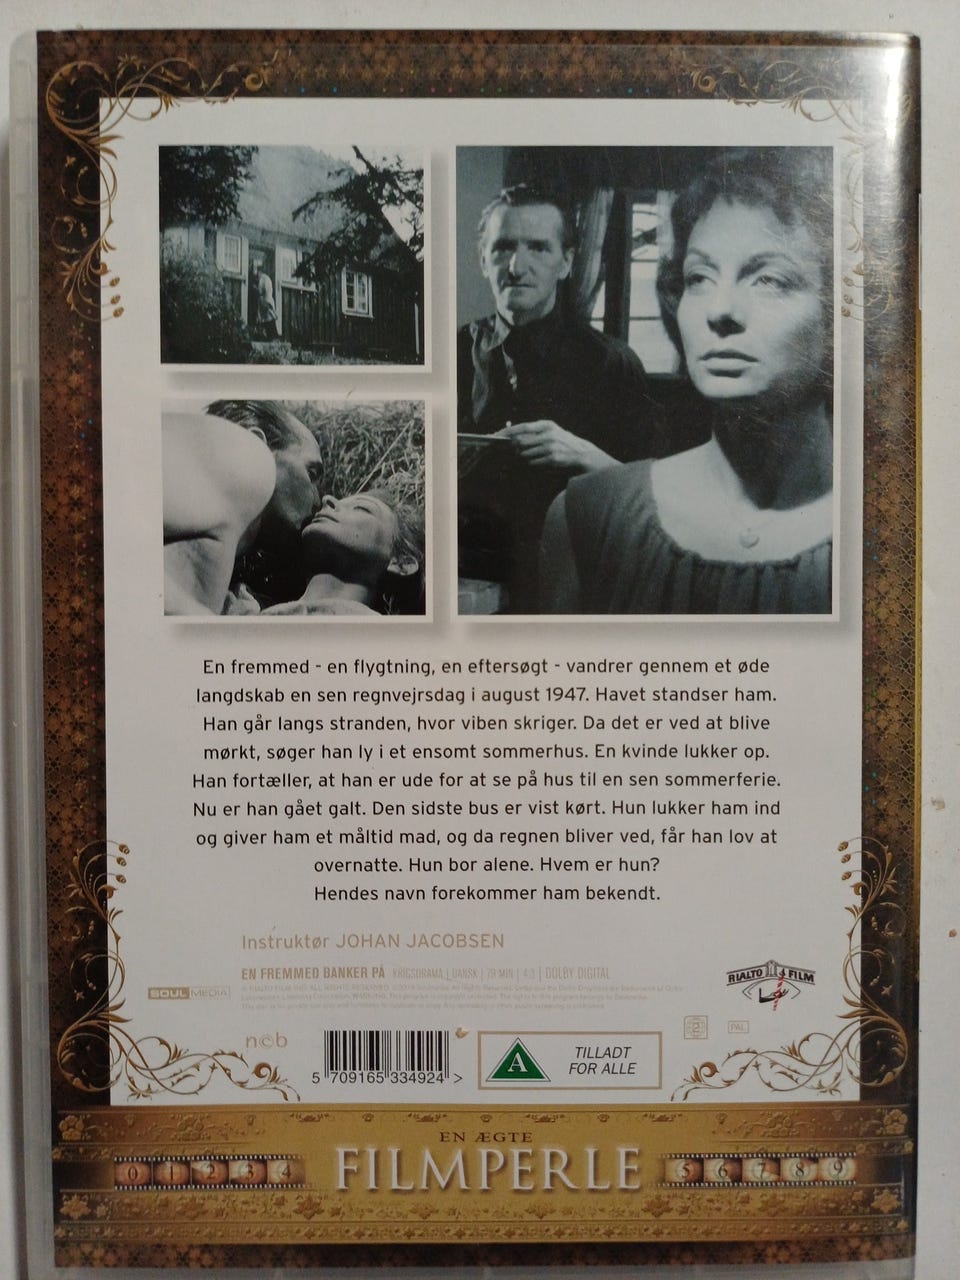 En fremmed - en flygtning, en eftersøgt - vandrer gennem et øde
langdskab en sen regnvejrsdag i august 1947. Havet standser ham.
Han går langs stranden, hvor viben skriger. Da det er ved at blive
mørkt, søger han ly i et ensomt sommerhus. En kvinde lukker op.
Han fortæller, at han er ude for at se på hus til en sen sommerferie.
Nu er han gået galt. Den sidste bus er vist kørt. Hun lukker ham ind
og giver ham et måltid mad, og da regnen bliver ved, får han lov at
overnatte. Hun bor alene. Hvem er hun?
Hendes navn forekommer ham bekendt.
Instruktør JOHAN JACOBSEN
EN FREMMED BANKER PÅ KRIGSDRAMA | DANSK | 79 MIN | 4:3 | DOLBY DIGITAL
RIALTO FILM
SOUL MEDIA
2
PAL
ncb
5 709165 334924 >
A
TILLADT
FOR ALLE
EN ÆGTE
FILMPERLE
0 1 2 3 4
5 6 7 8 9